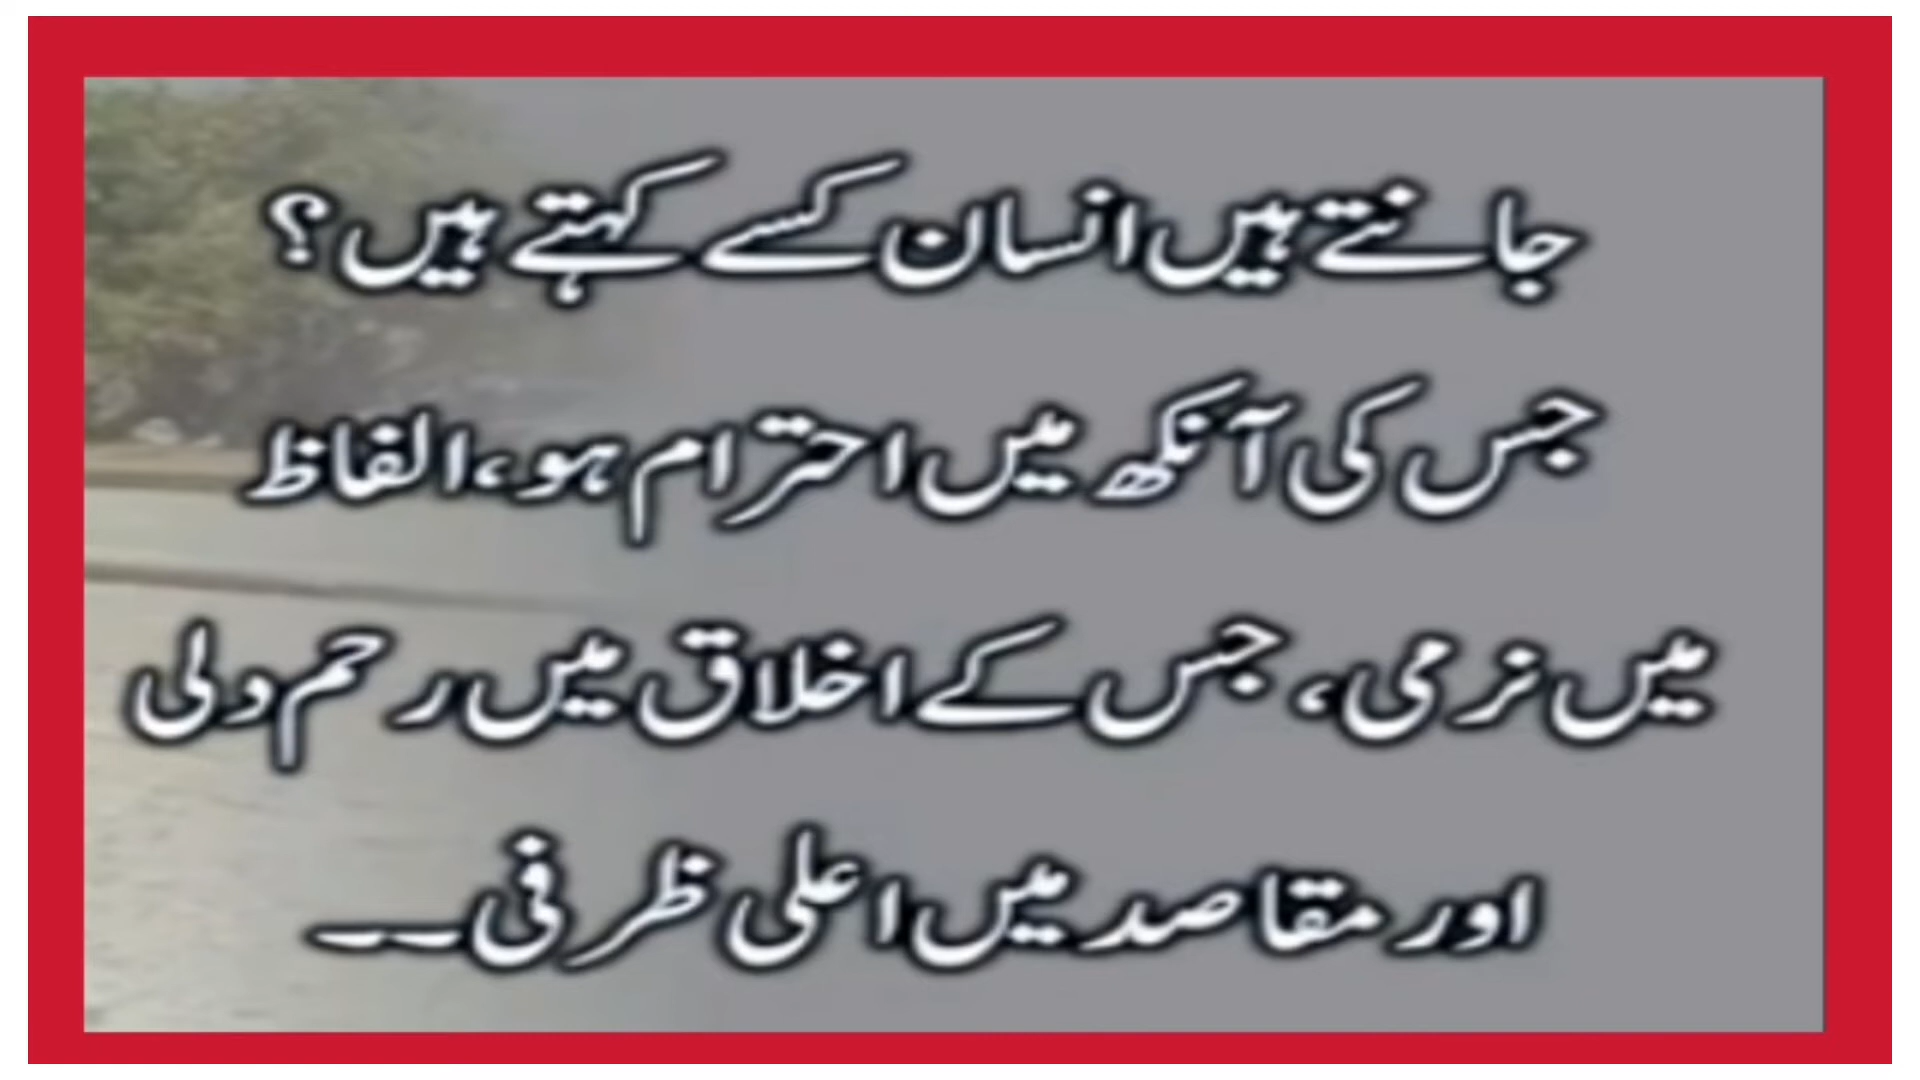 جانتے ہیں انسان کسے کہتے ہیں؟
جس کی آنکھ میں احترام ہو، الفاظ
میں نرمی، جس کے اخلاق میں رحم دلی
اور مقاصد میں اعلی ظرفی۔۔